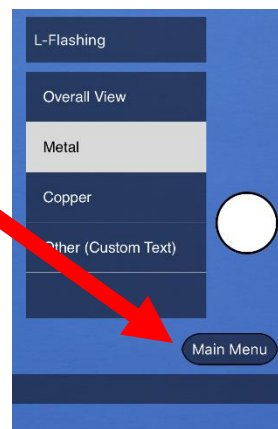 L-Flashing
Overall View
Metal
Copper
Other (Custom Text)
Main Menu